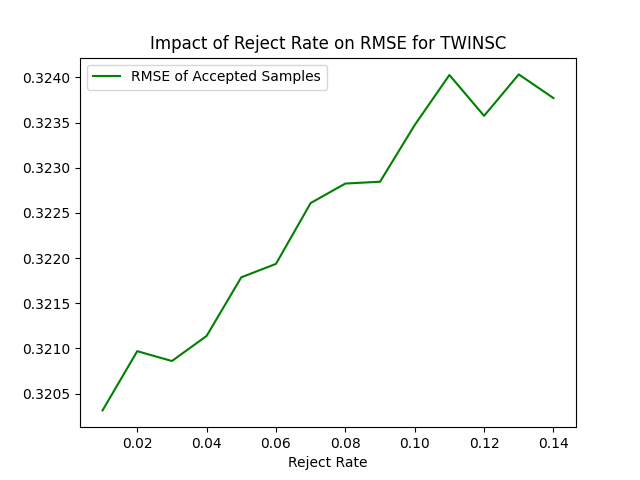 Impact of Reject Rate on RMSE for TWINSC
RMSE of Accepted Samples
0.3240
0.3235
0.3230
0.3225
0.3220
0.3215
0.3210
0.3205
0.02 0.04 0.06 0.08 0.10 0.12 0.14
Reject Rate